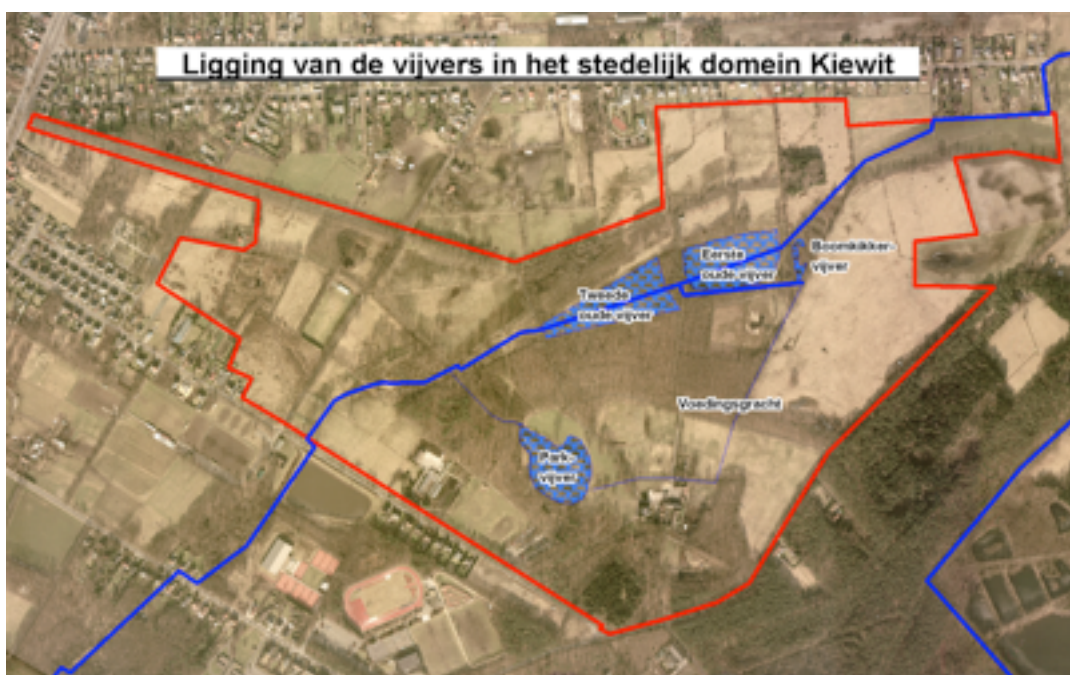 Ligging van de vijvers in het stedelijk domein Kiewit
Boomkikker-
vijver
Eerste
oude vijver
Tweede
oude vijver
Voedingsgracht
Park-
vijver